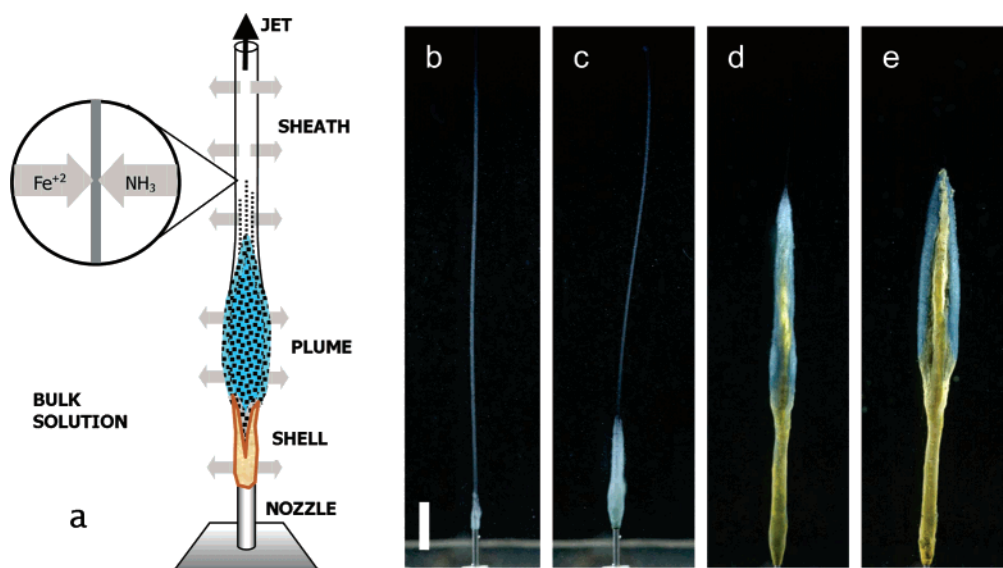 JET
SHEATH
Fe+2 NH3
PLUME
BULK
SOLUTION
SHELL
NOZZLE
a
b
c
d
e